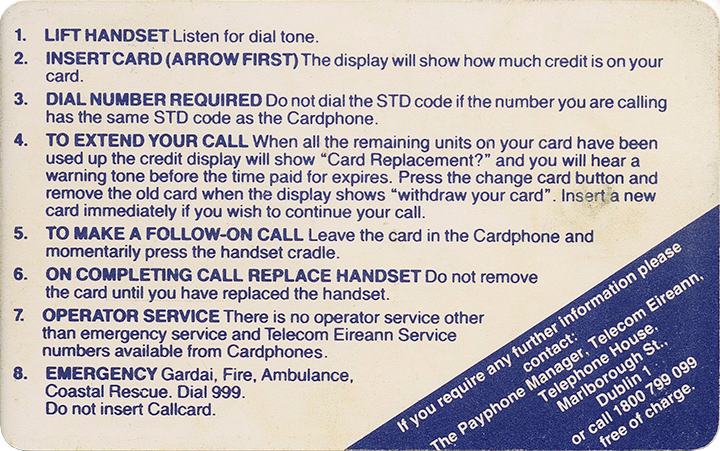 1. LIFT HANDSET Listen for dial tone.
2. INSERT CARD (ARROW FIRST) The display will show how much credit is on your
card.
3. DIAL NUMBER REQUIRED Do not dial the STD code if the number you are calling
has the same STD code as the Cardphone.
4. TO EXTEND YOUR CALL When all the remaining units on your card have been
used up the credit display will show “Card Replacement?” and you will hear a
warning tone before the time paid for expires. Press the change card button and
remove the old card when the display shows “withdraw your card”. Insert a new
card immediately if you wish to continue your call.
5. TO MAKE A FOLLOW-ON CALL Leave the card in the Cardphone and
momentarily press the handset cradle.
6. ON COMPLETING CALL REPLACE HANDSET Do not remove
the card until you have replaced the handset.
7. OPERATOR SERVICE There is no operator service other
than emergency service and Telecom Eireann Service
numbers available from Cardphones.
8. EMERGENCY Gardai, Fire, Ambulance,
Coastal Rescue. Dial 999.
Do not insert Callcard.
If you require any further information please
contact:
The Payphone Manager, Telecom Eireann,
Telephone House,
Marlborough St.,
Dublin 1
or call 1800 799 099
free of charge.